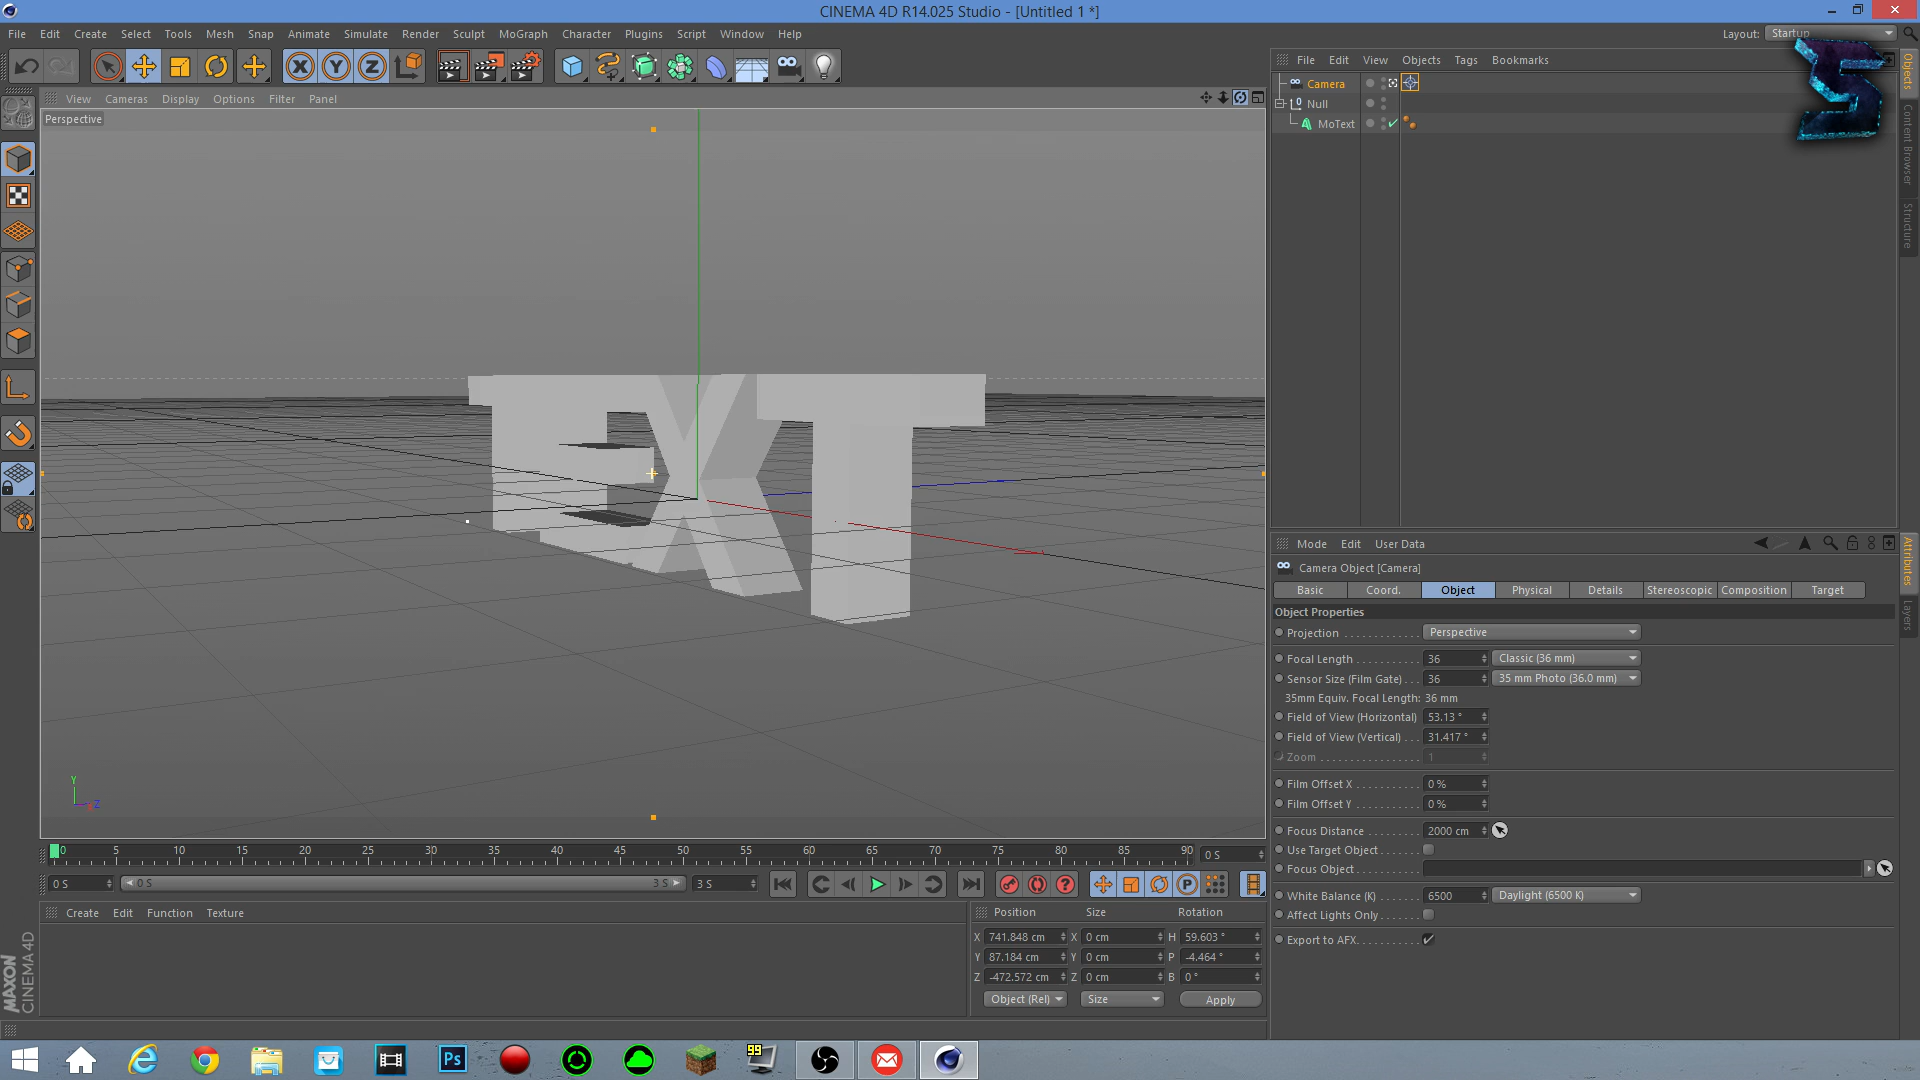 CINEMA 4D R14.025 Studio - [Untitled 1 *]
File Edit Create Select Tools Mesh Snap Animate Simulate Render Sculpt MoGraph Character Plugins Script Window Help
Layout: Startup
File Edit View Objects Tags Bookmarks
View Cameras Display Options Filter Panel
Perspective
Camera
Null
MoText
S
Objects
Content Browser
Structure
TEXT
Y
Z
X Y Z
Mode Edit User Data
Camera Object [Camera]
Basic Coord. Object Physical Details Stereoscopic Composition Target
Attributes
Layers
Object Properties
Projection Perspective
Focal Length 36 Classic (36 mm)
Sensor Size (Film Gate) 36 35 mm Photo (36.0 mm)
35mm Equiv. Focal Length: 36 mm
Field of View (Horizontal) 53.13 °
Field of View (Vertical) 31.417 °
Zoom 1
Film Offset X 0 %
Film Offset Y 0 %
Focus Distance 2000 cm
Use Target Object
Focus Object
White Balance (K) 6500 Daylight (6500 K)
Affect Lights Only
Export to AFX
0 5 10 15 20 25 30 35 40 45 50 55 60 65 70 75 80 85 90 0 S
0 S 0 S 3 S 3 S
P
Create Edit Function Texture
Position Size Rotation
X 741.848 cm X 0 cm H 59.603 °
Y 87.184 cm Y 0 cm P -4.464 °
Z -472.572 cm Z 0 cm B 0 °
Object (Rel) Size Apply
MAXON
CINEMA 4D
Ps
99